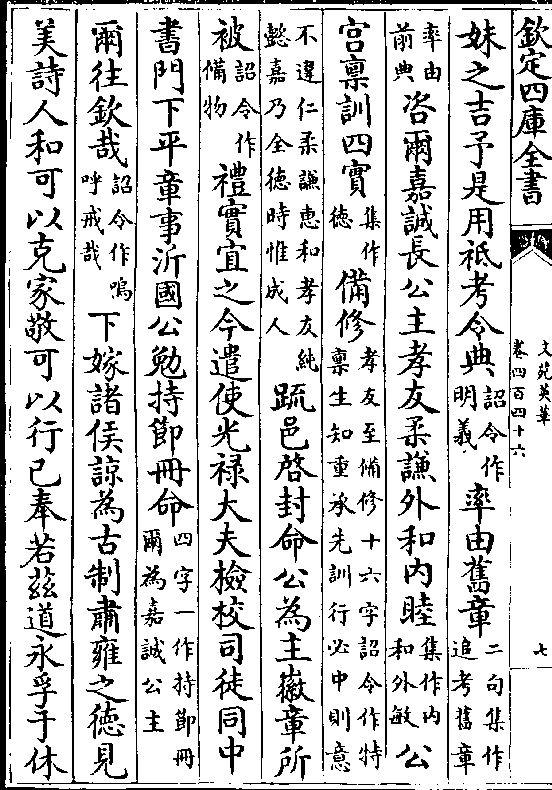 欽定四庫全書
文苑英華
卷四百四十六
七
妹之吉予是用祗考令典詔令作明義率由舊章二句集作追考舊章
率由前典咨爾嘉誠長公主孝友柔謙外和内睦集作内和外敏公
宫稟訓四實集作德備修孝友至備修十六字詔令作特稟生知重承先訓行必中則意
不違仁柔謙惠和孝友純懿嘉乃全德時惟成人疏邑啓封命公為主徽章所
被詔令作備物禮實宜之今遣使光禄大夫檢校司徒同中
書門下平章事沂國公勉持節冊命四字一作持節冊爾為嘉誠公主
爾往欽哉詔令作嗚呼戒哉下嫁諸侯諒為古制肅雍之德見
美詩人和可以克家敬可以行已奉若兹道永孚于休